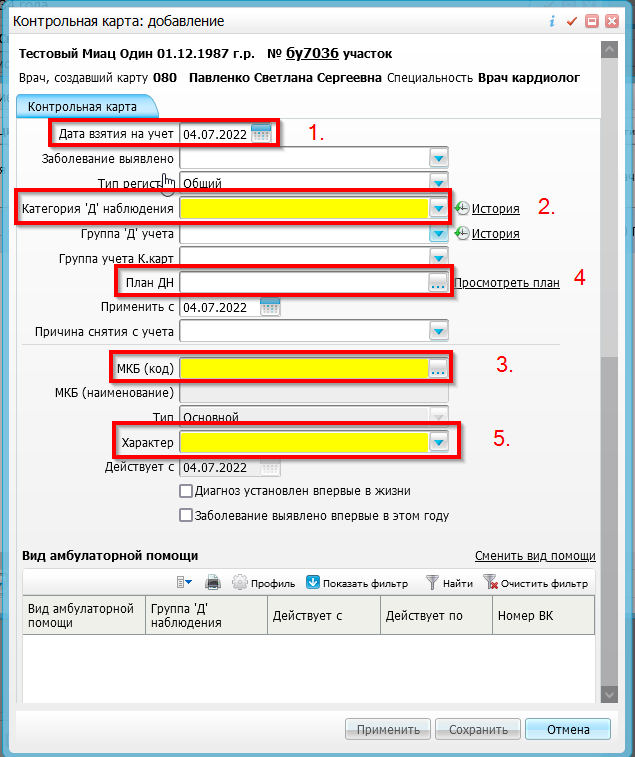 Контрольная карта: добавление
Тестовый Миац Один 01.12.1987 г.р. № бу7036 участок
Врач, создавший карту 080 Павленко Светлана Сергеевна Специальность Врач кардиолог
Контрольная карта
Дата взятия на учет 04.07.2022 1.
Заболевание выявлено
Тип регист Общий
Категория 'Д' наблюдения История 2.
Группа 'Д' учета История
Группа учета К.карт
План ДН ... Просмотреть план 4
Применить с 04.07.2022
Причина снятия с учета
МКБ (код) ... 3.
МКБ (наименование)
Тип Основной
Характер 5.
Действует с 04.07.2022
Диагноз установлен впервые в жизни
Заболевание выявлено впервые в этом году
Вид амбулаторной помощи Сменить вид помощи
Профиль Показать фильтр Найти Очистить фильтр
Вид амбулаторной помощи Группа 'Д' наблюдения Действует с Действует по Номер ВК
Применить Сохранить Отмена